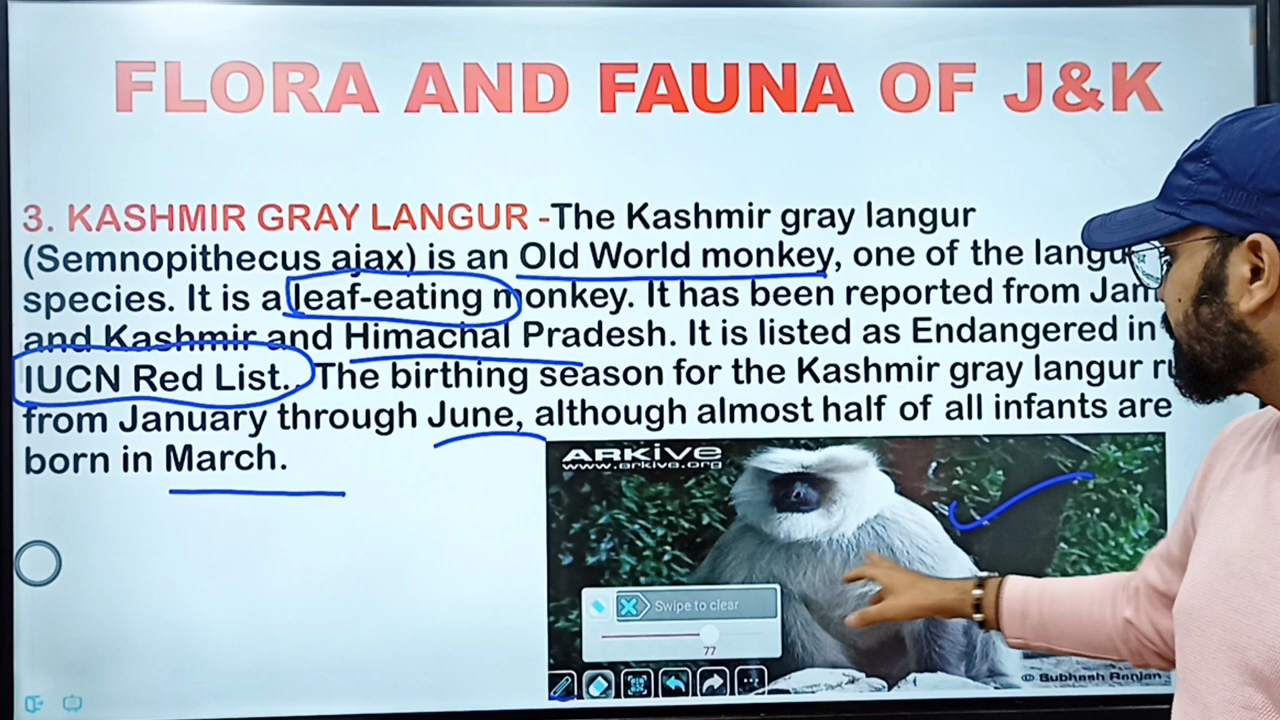 FLORA AND FAUNA OF J&K
3. KASHMIR GRAY LANGUR -The Kashmir gray langur
(Semnopithecus ajax) is an Old World monkey, one of the
species. It is a leaf-eating monkey. It has been reported from
and Kashmir and Himachal Pradesh. It is listed as Endangered in
IUCN Red List. The birthing season for the Kashmir gray langur
from January through June, although almost half of all infants are
born in March.
ARKive
www.arkive.org
Swipe to clear
77
© Subhash Ranjan